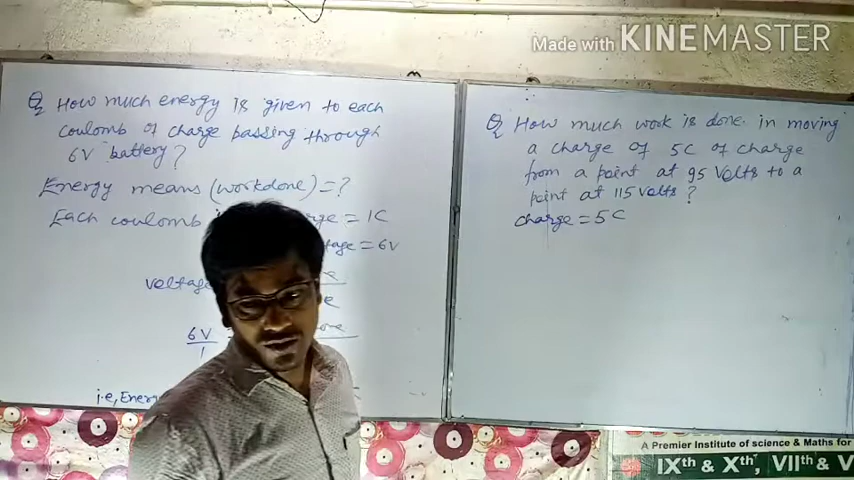 Made with KINEMASTER
Q How much energy is given to each
coulomb of charge passing through
6V battery?
Energy means (workdone) = ?
Each coulomb = 1C
= 6V
voltage
6V
1
i.e, Energy
Q How much work is done in moving
a charge of 5C of charge
from a point at 95 Volts to a
point at 115 volts?
charge = 5C
A Premier Institute of science & Maths for
IXth & Xth, VIIth & V